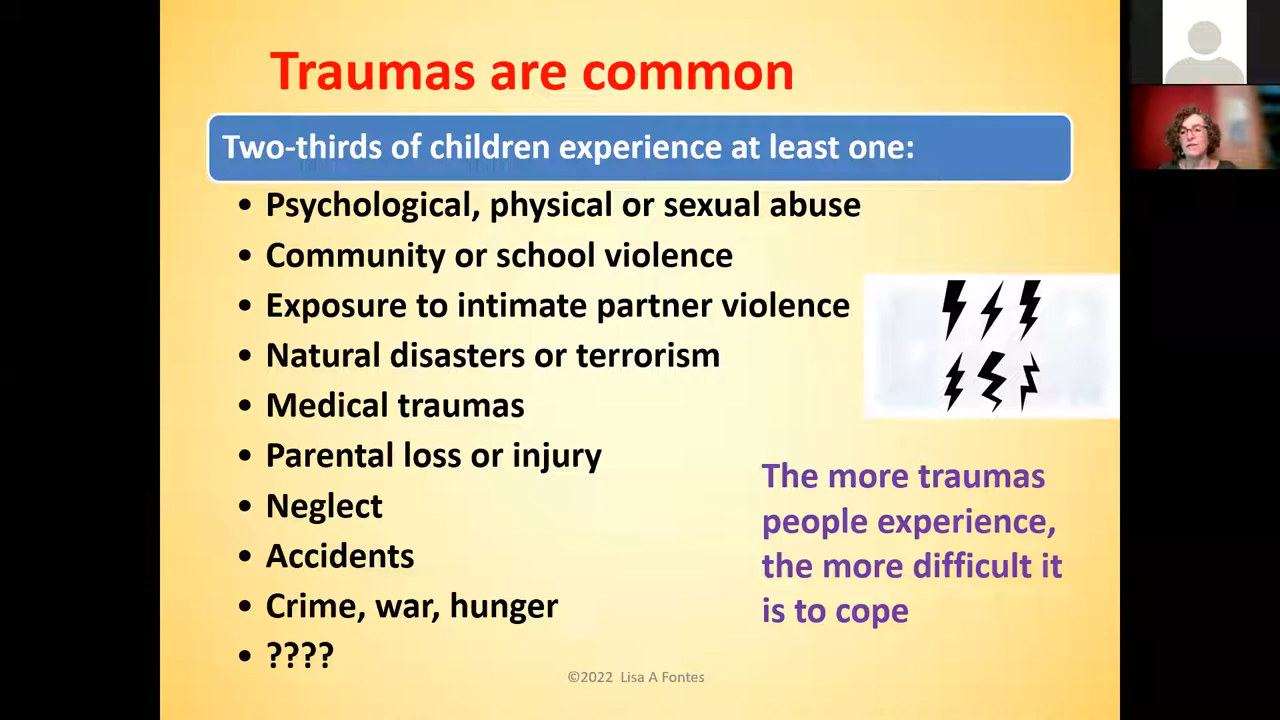 Traumas are common
Two-thirds of children experience at least one:
• Psychological, physical or sexual abuse
• Community or school violence
• Exposure to intimate partner violence
• Natural disasters or terrorism
• Medical traumas
• Parental loss or injury
• Neglect
• Accidents
• Crime, war, hunger
• ????
The more traumas
people experience,
the more difficult it
is to cope
©2022 Lisa A Fontes